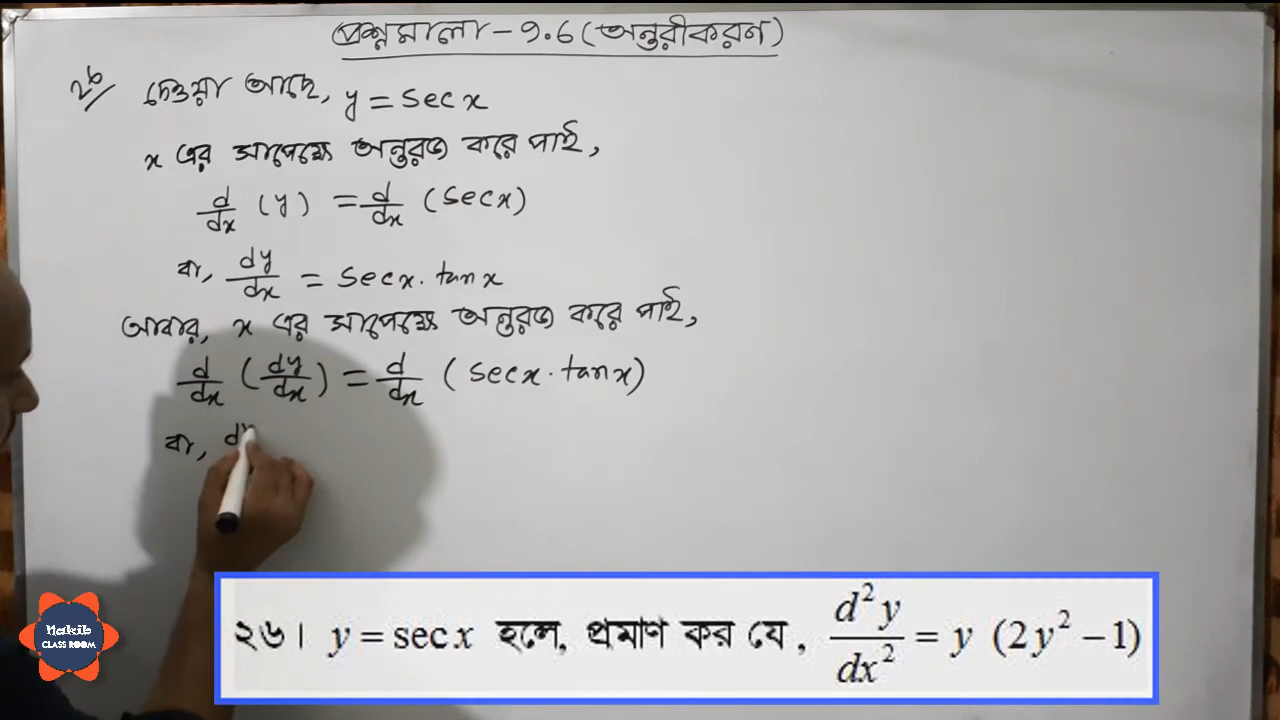 প্রশ্নমালা - ৭.৬ (অন্তরীকরন)
২৬/ দেওয়া আছে, y = sec x
x এর সাপেক্ষে অন্তরজ করে পাই,
d/dx (y) = d/dx (sec x)
বা, dy/dx = sec x . tan x
আবার, x এর সাপেক্ষে অন্তরজ করে পাই,
d/dx (dy/dx) = d/dx (sec x . tan x)
বা,
২৬। y = sec x হলে, প্রমাণ কর যে, d²y/dx² = y (2y² − 1)
Makib
CLASS ROOM